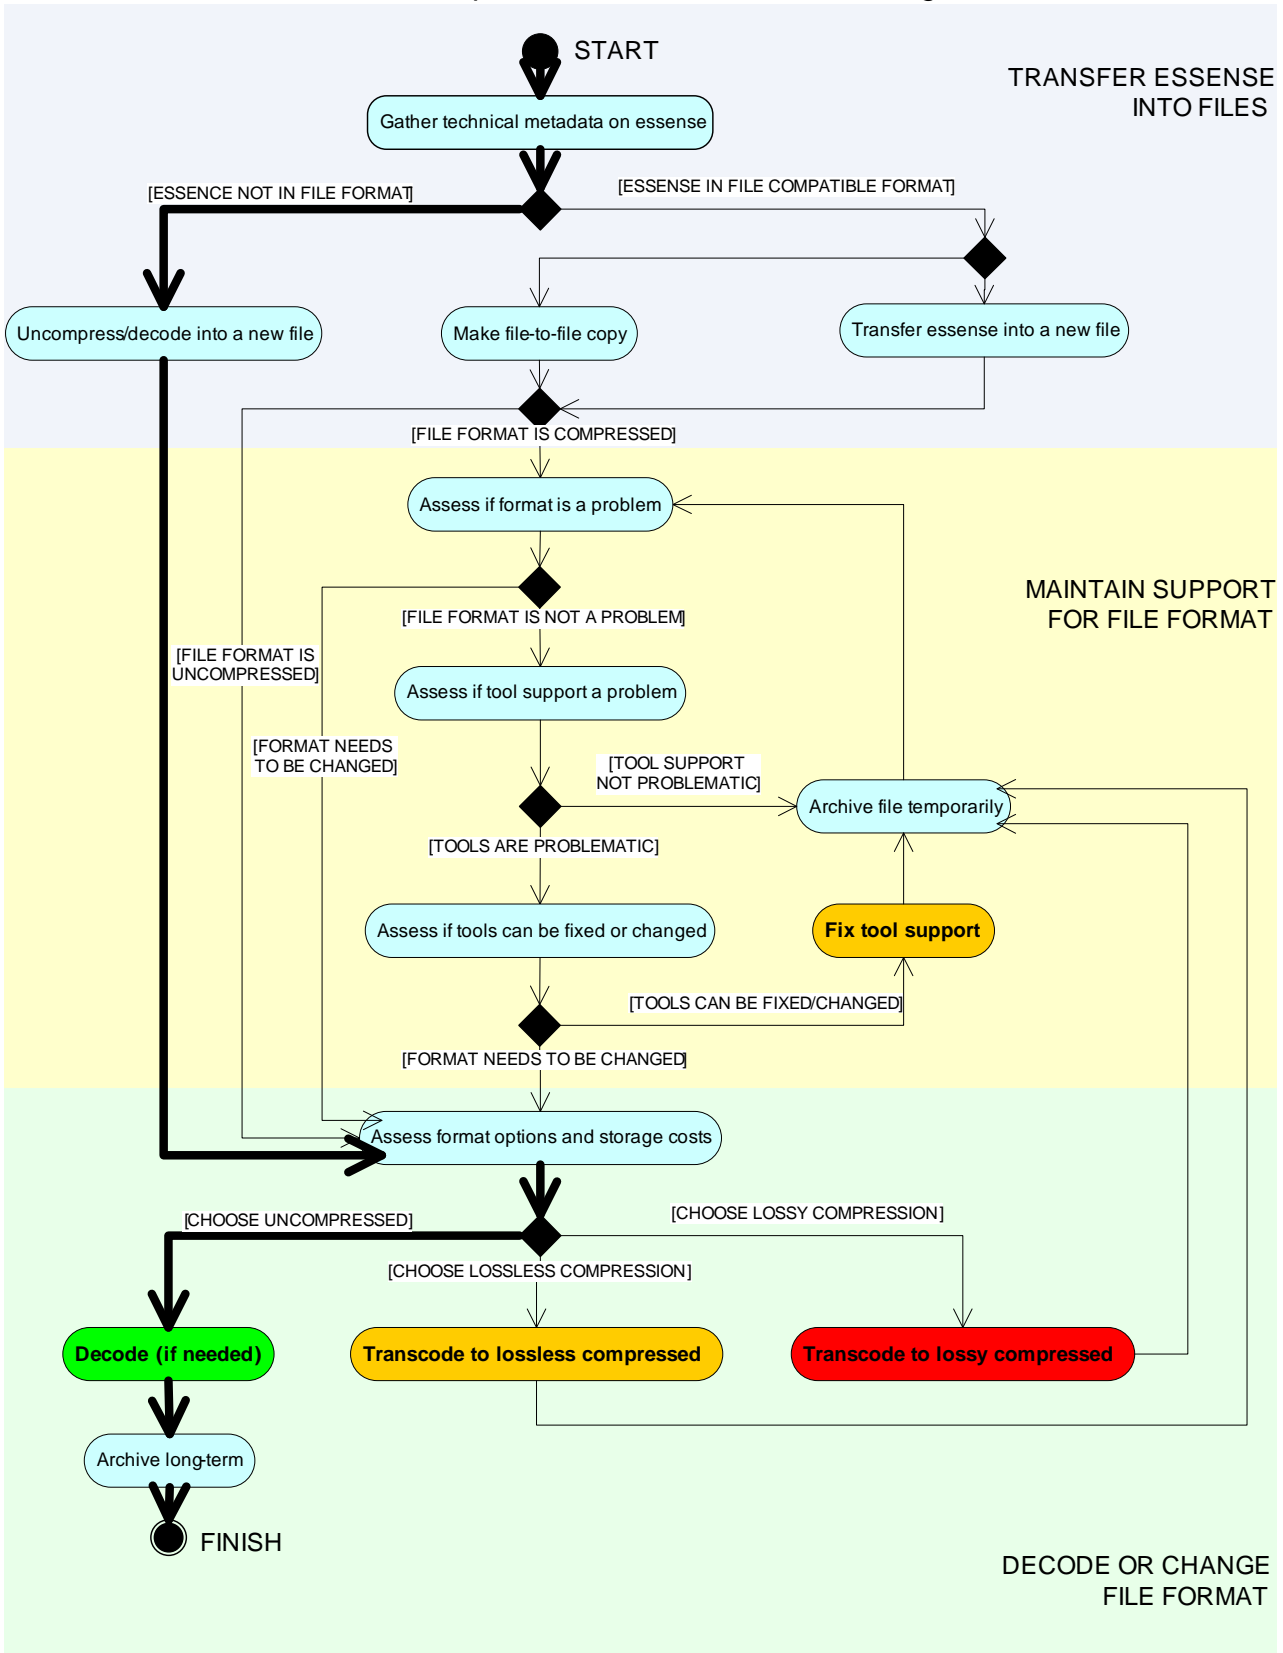 START
TRANSFER ESSENSE
INTO FILES
Gather technical metadata on essense
[ESSENCE NOT IN FILE FORMAT]
[ESSENSE IN FILE COMPATIBLE FORMAT]
Uncompress/decode into a new file
Make file-to-file copy
Transfer essense into a new file
[FILE FORMAT IS COMPRESSED]
Assess if format is a problem
MAINTAIN SUPPORT
FOR FILE FORMAT
[FILE FORMAT IS NOT A PROBLEM]
[FILE FORMAT IS
UNCOMPRESSED]
Assess if tool support a problem
[FORMAT NEEDS
TO BE CHANGED]
[TOOL SUPPORT
NOT PROBLEMATIC]
Archive file temporarily
[TOOLS ARE PROBLEMATIC]
Assess if tools can be fixed or changed
Fix tool support
[TOOLS CAN BE FIXED/CHANGED]
[FORMAT NEEDS TO BE CHANGED]
Assess format options and storage costs
[CHOOSE UNCOMPRESSED]
[CHOOSE LOSSY COMPRESSION]
[CHOOSE LOSSLESS COMPRESSION]
Decode (if needed)
Transcode to lossless compressed
Transcode to lossy compressed
Archive long-term
FINISH
DECODE OR CHANGE
FILE FORMAT